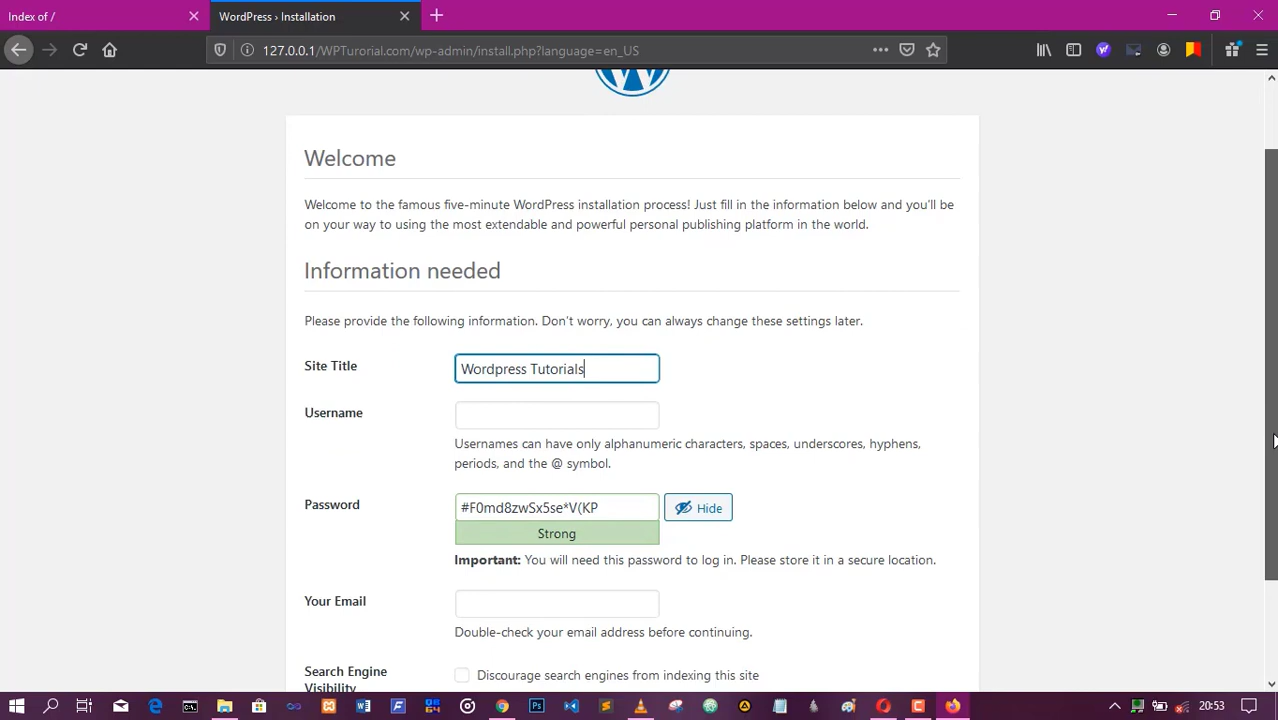 Index of /
WordPress › Installation
127.0.0.1/WPTurorial.com/wp-admin/install.php?language=en_US
Welcome
Welcome to the famous five-minute WordPress installation process! Just fill in the information below and you'll be
on your way to using the most extendable and powerful personal publishing platform in the world.
Information needed
Please provide the following information. Don't worry, you can always change these settings later.
Site Title
Wordpress Tutorials
Username
Usernames can have only alphanumeric characters, spaces, underscores, hyphens,
periods, and the @ symbol.
Password
#F0md8zwSx5se*V(KP
Hide
Strong
Important: You will need this password to log in. Please store it in a secure location.
Your Email
Double-check your email address before continuing.
Search Engine
Visibility
Discourage search engines from indexing this site
20:53